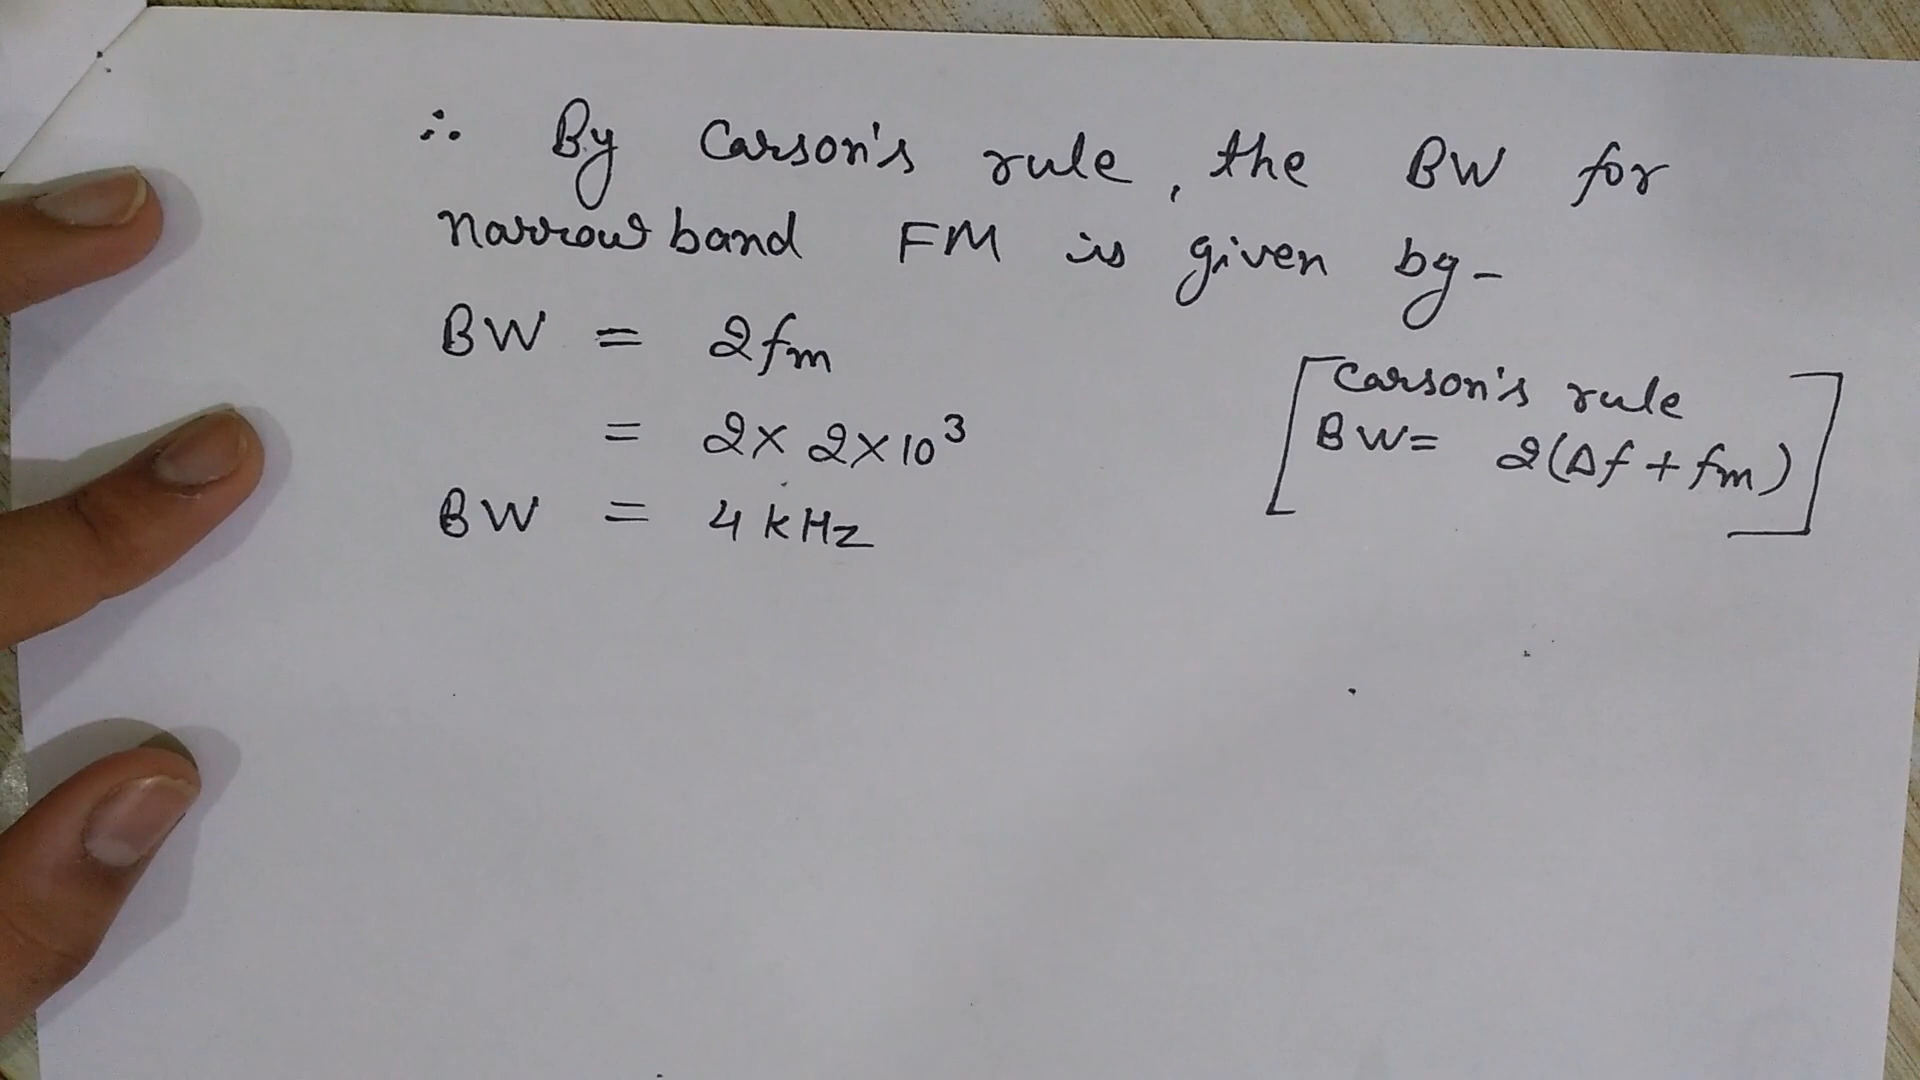 ∴ By Carson's rule, the BW for
narrow band FM is given by-
BW = 2fm
= 2 × 2 × 10³
BW = 4 kHz
[Carson's rule
BW = 2(Δf + fm)]